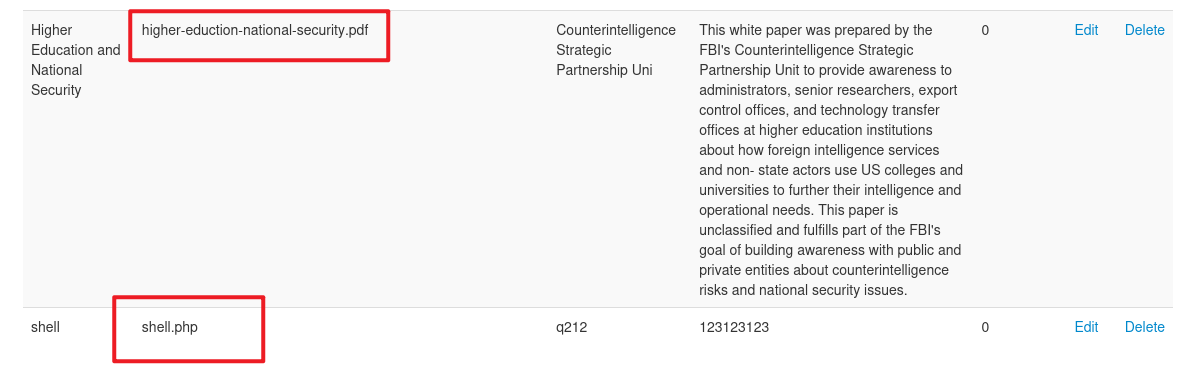 Higher
Education and
National
Security
higher-eduction-national-security.pdf
Counterintelligence
Strategic
Partnership Uni
This white paper was prepared by the
FBI's Counterintelligence Strategic
Partnership Unit to provide awareness to
administrators, senior researchers, export
control offices, and technology transfer
offices at higher education institutions
about how foreign intelligence services
and non- state actors use US colleges and
universities to further their intelligence and
operational needs. This paper is
unclassified and fulfills part of the FBI's
goal of building awareness with public and
private entities about counterintelligence
risks and national security issues.
0
Edit
Delete
shell
shell.php
q212
123123123
0
Edit
Delete